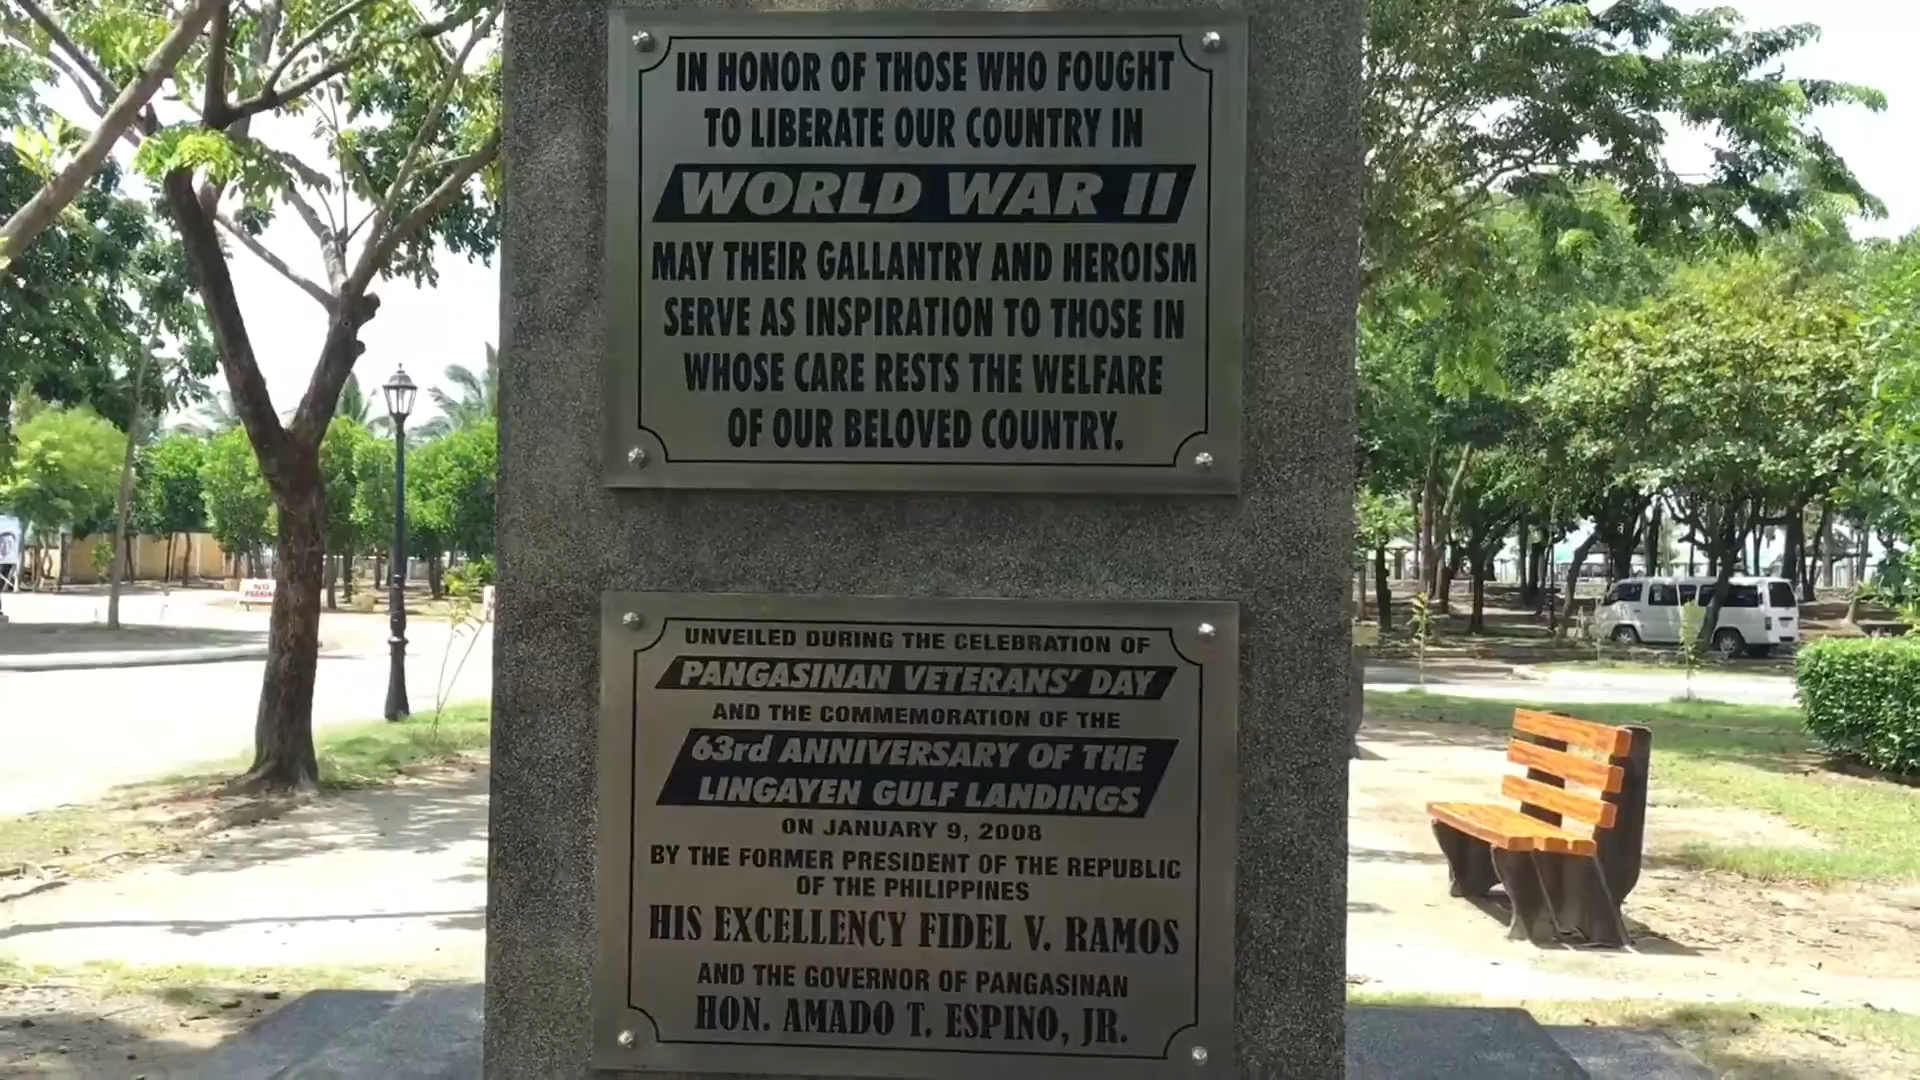 IN HONOR OF THOSE WHO FOUGHT
TO LIBERATE OUR COUNTRY IN
WORLD WAR II
MAY THEIR GALLANTRY AND HEROISM
SERVE AS INSPIRATION TO THOSE IN
WHOSE CARE RESTS THE WELFARE
OF OUR BELOVED COUNTRY.
UNVEILED DURING THE CELEBRATION OF
PANGASINAN VETERANS' DAY
AND THE COMMEMORATION OF THE
63rd ANNIVERSARY OF THE
LINGAYEN GULF LANDINGS
ON JANUARY 9, 2008
BY THE FORMER PRESIDENT OF THE REPUBLIC
OF THE PHILIPPINES
HIS EXCELLENCY FIDEL V. RAMOS
AND THE GOVERNOR OF PANGASINAN
HON. AMADO T. ESPINO, JR.
NO
PARKING